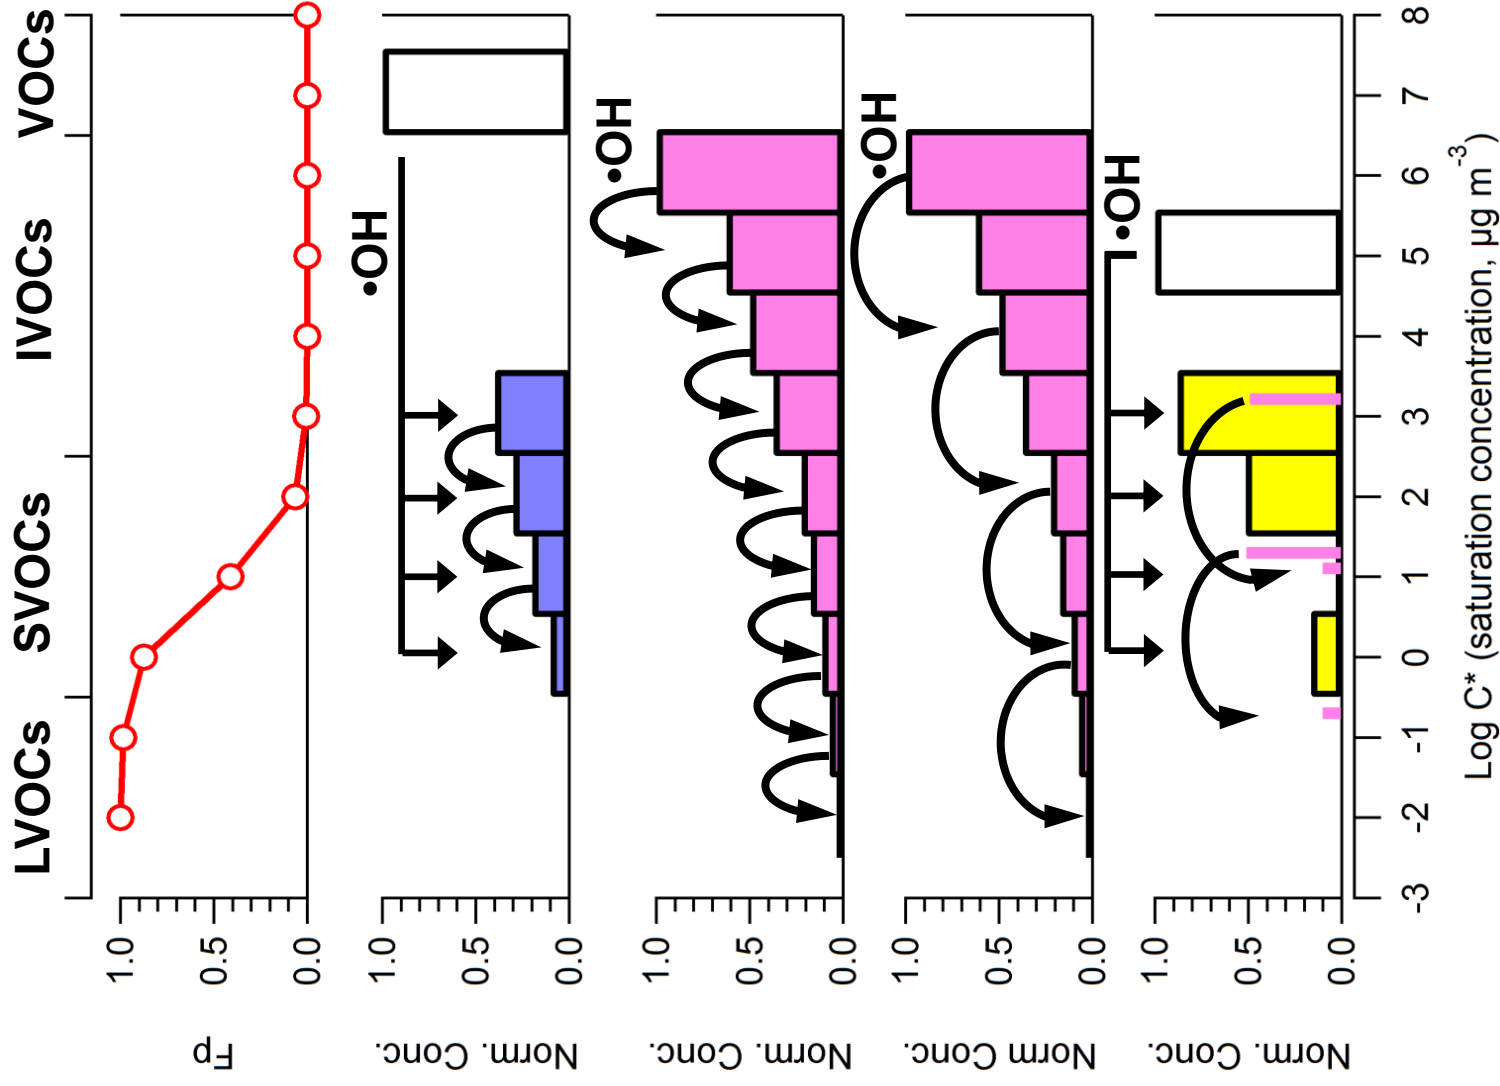 LVOCs SVOCs IVOCs VOCs
Fp
1.0
0.5
0.0
Norm. Conc.
1.0
0.5
0.0
•OH
Norm. Conc.
1.0
0.5
0.0
•OH
Norm Conc.
1.0
0.5
0.0
•OH
Norm. Conc.
1.0
0.5
0.0
•OH
-3 -2 -1 0 1 2 3 4 5 6 7 8
Log C* (saturation concentration, µg m-3)